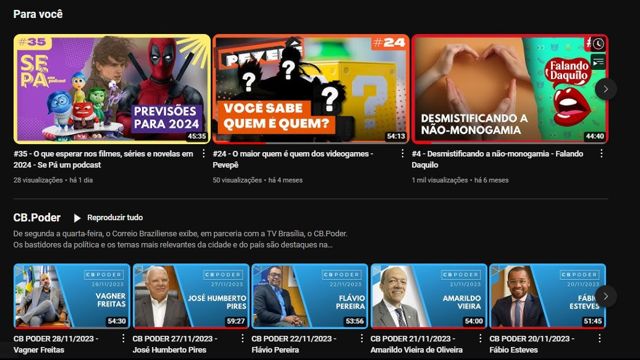 Para você
#35
SE
PÁ
um
podcast
PREVISÕES
PARA 2024
45:35
PEVEPÊ
#24
VOCÊ SABE
QUEM É QUEM?
54:13
Falando
Daquilo
DESMISTIFICANDO A
NÃO-MONOGAMIA
44:40
#35 - O que esperar nos filmes, séries e novelas em
2024 - Se Pá um podcast
28 visualizações • há 1 dia
#24 - O maior quem é quem dos videogames -
Pevepê
50 visualizações • há 4 meses
#4 - Desmistificando a não-monogamia - Falando
Daquilo
1 mil visualizações • há 6 meses
CB.Poder
Reproduzir tudo
De segunda a quarta-feira, o Correio Braziliense exibe, em parceria com a TV Brasília, o CB.Poder.
Os bastidores da política e os temas mais relevantes da cidade e do país são destaques na...
CB PODER
28/11/2023
VAGNER
FREITAS
54:30
CB PODER
27/11/2023
JOSÉ HUMBERTO
PIRES
59:27
CB PODER
22/11/2023
FLÁVIO
PEREIRA
53:56
CB PODER
21/11/2023
AMARILDO
VIEIRA
54:00
CB PODER
20/11/2023
FÁBIO
ESTEVES
51:45
CB PODER 28/11/2023 -
Vagner Freitas
CB PODER 27/11/2023 -
José Humberto Pires
CB PODER 22/11/2023 -
Flávio Pereira
CB PODER 21/11/2023 -
Amarildo Vieira de Oliveira
CB PODER 20/11/2023 -
Fábio Esteves